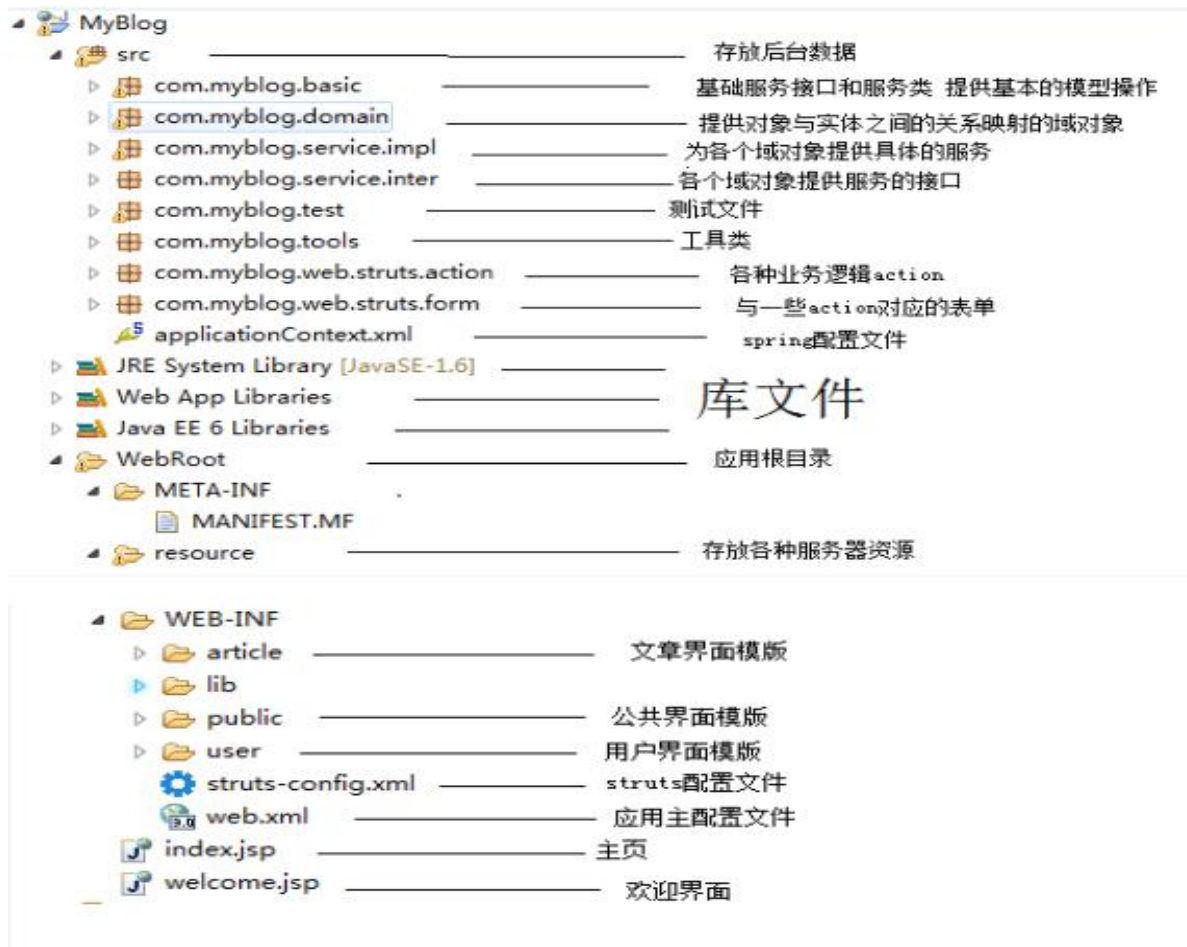 MyBlog
src 存放后台数据
com.myblog.basic 基础服务接口和服务类 提供基本的模型操作
com.myblog.domain 提供对象与实体之间的关系映射的域对象
com.myblog.service.impl 为各个域对象提供具体的服务
com.myblog.service.inter 各个域对象提供服务的接口
com.myblog.test 测试文件
com.myblog.tools 工具类
com.myblog.web.struts.action 各种业务逻辑action
com.myblog.web.struts.form 与一些action对应的表单
applicationContext.xml spring配置文件
JRE System Library [JavaSE-1.6]
Web App Libraries 库文件
Java EE 6 Libraries
WebRoot 应用根目录
META-INF
MANIFEST.MF
resource 存放各种服务器资源
WEB-INF
article 文章界面模版
lib
public 公共界面模版
user 用户界面模版
struts-config.xml struts配置文件
web.xml 应用主配置文件
index.jsp 主页
welcome.jsp 欢迎界面